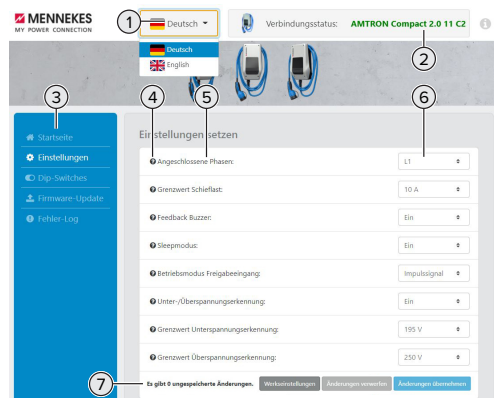 MENNEKES
MY POWER CONNECTION
1
Deutsch
Verbindungsstatus: AMTRON Compact 2.0 11 C2
Deutsch
English
2
3
4
5
6
Startseite
Einstellungen
Dip-Switches
Firmware-Update
Fehler-Log
Einstellungen setzen
Angeschlossene Phasen: L1
Grenzwert Schieflast: 10 A
Feedback Buzzer: Ein
Sleepmodus: Ein
Betriebsmodus Freigabeeingang: Impulssignal
Unter-/Überspannungserkennung: Ein
Grenzwert Unterspannungserkennung: 195 V
Grenzwert Überspannungserkennung: 250 V
7
Es gibt 0 ungespeicherte Änderungen. Werkseinstellungen Änderungen verwerfen Änderungen übernehmen